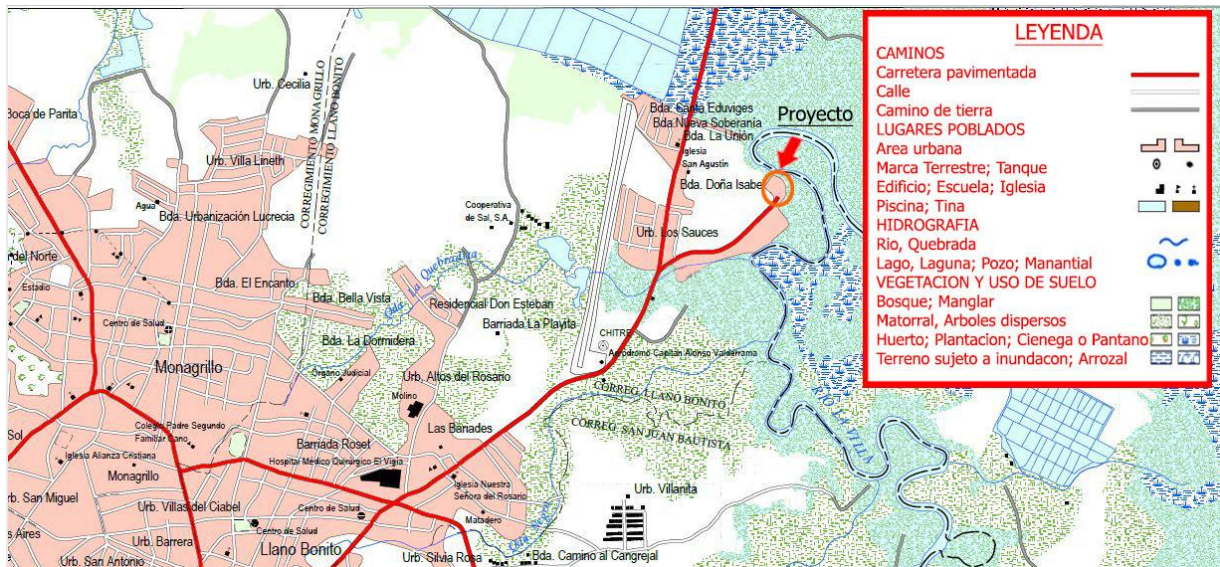 LEYENDA
CAMINOS
Carretera pavimentada
Calle
Camino de tierra
LUGARES POBLADOS
Area urbana
Marca Terrestre; Tanque
Edificio; Escuela; Iglesia
Piscina; Tina
HIDROGRAFIA
Rio, Quebrada
Lago, Laguna; Pozo; Manantial
VEGETACION Y USO DE SUELO
Bosque; Manglar
Matorral, Arboles dispersos
Huerto; Plantacion; Cienega o Pantano
Terreno sujeto a inundacon; Arrozal
Proyecto
Urb. Cecilia
CORREGIMIENTO MONAGRILLO
CORREGIMIENTO LLANO BONITO
Boca de Parita
Urb. Villa Lineth
Bda. Santa Eduviges
Bda. Nueva Soberanía
Bda. La Unión
Iglesia
San Agustín
Bda. Doña Isabel
Agua
Bda. Urbanización Lucrecia
Cooperativa
de Sal, S.A.
Urb. Los Sauces
del Norte
Estadio
Bda. El Encanto
Qda. La Quebradita
Bda. Bella Vista
Residencial Don Esteban
Centro de Salud
Barriada La Playita
CHITRE
Bda. La Dormidera
Aeródromo Capitán Alonso Valderrama
Monagrillo
Organo Judicial
Urb. Altos del Rosario
Molino
CORREG. LLANO BONITO
CORREG. SAN JUAN BAUTISTA
RIO LA VILLA
Sol
Colegio Padre Segundo
Familiar Cano
Las Banades
Barriada Roset
Iglesia Alianza Cristiana
Hospital Médico Quirúrgico El Vigía
Monagrillo
Iglesia Nuestra
Señora del Rosario
Urb. Villanita
Urb. San Miguel
Urb. Villas del Ciabel
Centro de Salud
Matadero
Aires
Centro de Salud
Urb. Barrera
Llano Bonito
Urb. San Antonio
Urb. Silvia Rosa
Bda. Camino al Cangrejal